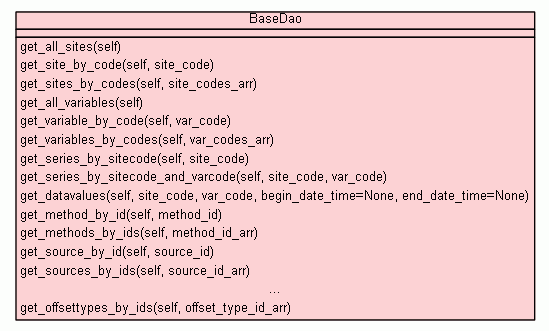 BaseDao
get_all_sites(self)
get_site_by_code(self, site_code)
get_sites_by_codes(self, site_codes_arr)
get_all_variables(self)
get_variable_by_code(self, var_code)
get_variables_by_codes(self, var_codes_arr)
get_series_by_sitecode(self, site_code)
get_series_by_sitecode_and_varcode(self, site_code, var_code)
get_datavalues(self, site_code, var_code, begin_date_time=None, end_date_time=None)
get_method_by_id(self, method_id)
get_methods_by_ids(self, method_id_arr)
get_source_by_id(self, source_id)
get_sources_by_ids(self, source_id_arr)
...
get_offsettypes_by_ids(self, offset_type_id_arr)